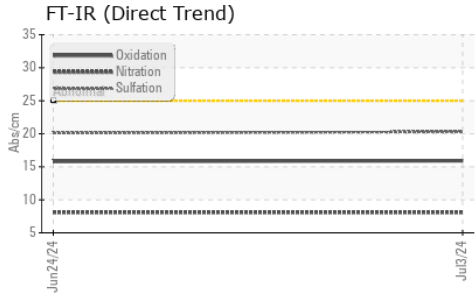 FT-IR (Direct Trend)
35
30
25
20
15
10
5
Abs/cm
Oxidation
Nitration
Sulfation
Abnormal
Jun24/24
Jul3/24